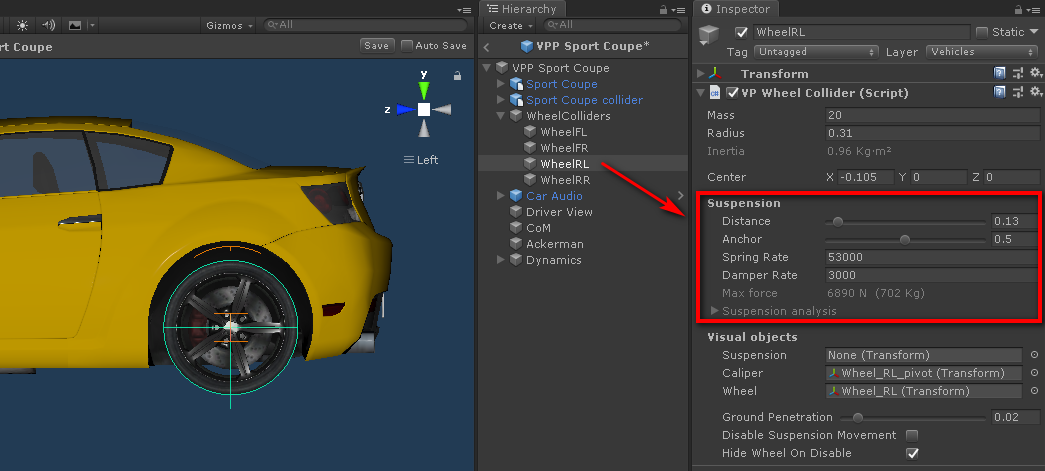 Gizmos
All
t Coupe
Save
Auto Save
y
z
Left
Hierarchy
Create
All
VPP Sport Coupe*
VPP Sport Coupe
Sport Coupe
Sport Coupe collider
WheelColliders
WheelFL
WheelFR
WheelRL
WheelRR
Car Audio
Driver View
CoM
Ackerman
Dynamics
Inspector
WheelRL
Static
Tag Untagged Layer Vehicles
Transform
C# VP Wheel Collider (Script)
Mass 20
Radius 0.31
Inertia 0.96 Kg·m²
Center X -0.105 Y 0 Z 0
Suspension
Distance 0.13
Anchor 0.5
Spring Rate 53000
Damper Rate 3000
Max force 6890 N (702 Kg)
Suspension analysis
Visual objects
Suspension None (Transform)
Caliper Wheel_RL_pivot (Transform)
Wheel Wheel_RL (Transform)
Ground Penetration 0.02
Disable Suspension Movement
Hide Wheel On Disable